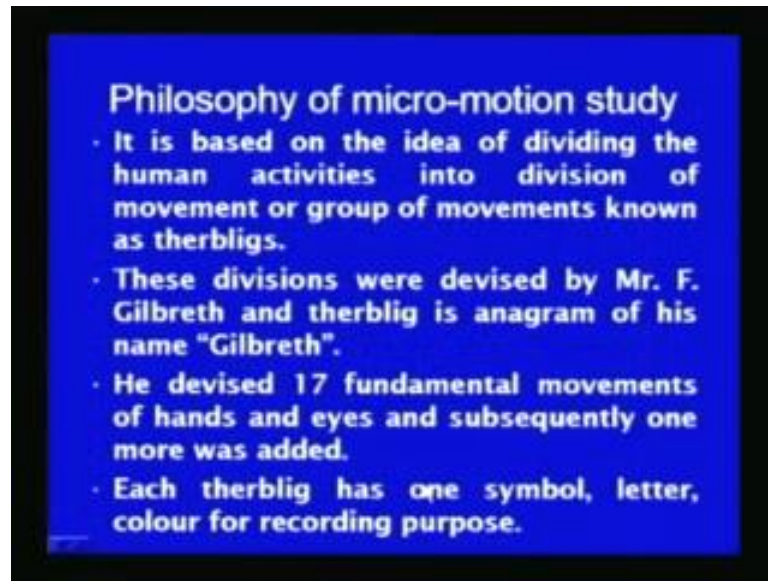 Philosophy of micro-motion study
· It is based on the idea of dividing the
human activities into division of
movement or group of movements known
as therbligs.
· These divisions were devised by Mr. F.
Gilbreth and therblig is anagram of his
name “Gilbreth”.
· He devised 17 fundamental movements
of hands and eyes and subsequently one
more was added.
· Each therblig has one symbol, letter,
colour for recording purpose.